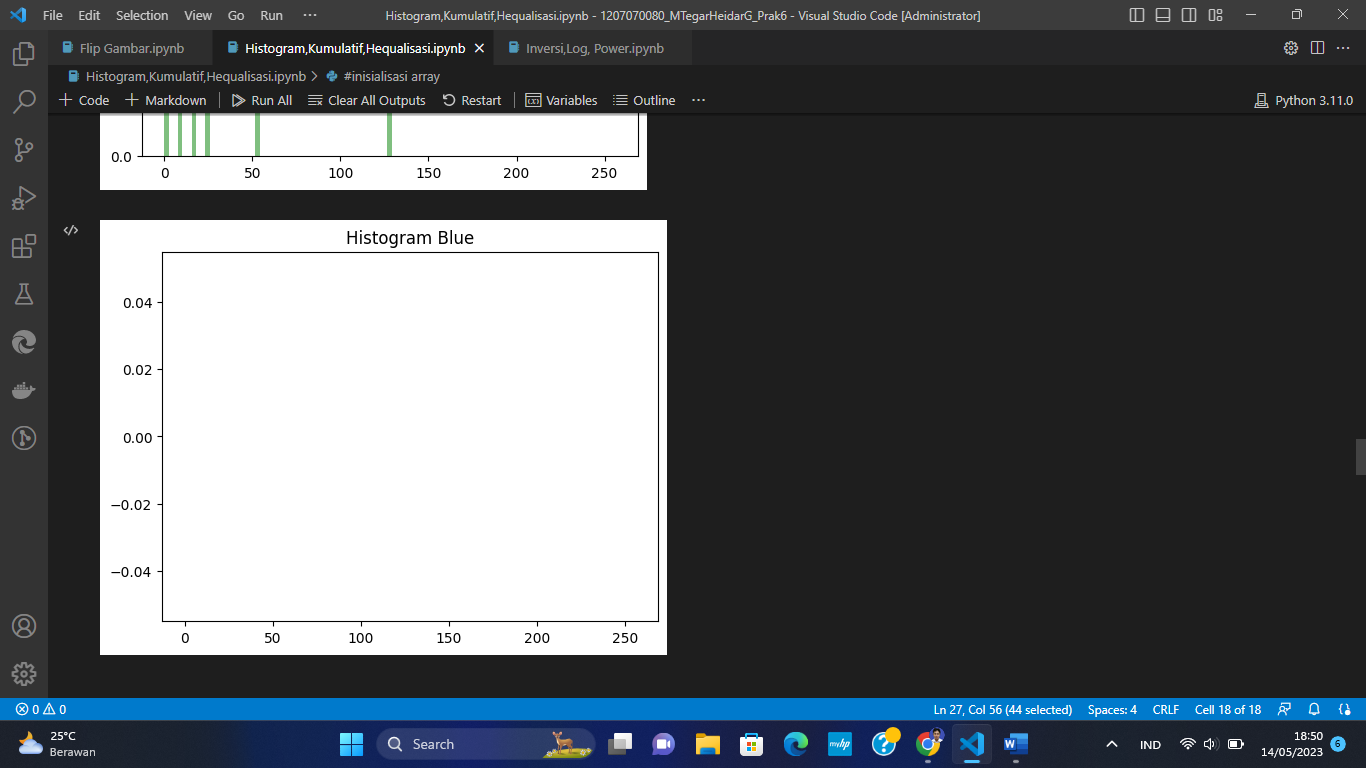 File Edit Selection View Go Run ··· Histogram,Kumulatif,Hequalisasi.ipynb - 1207070080_MTegarHeidarG_Prak6 - Visual Studio Code [Administrator]
Flip Gambar.ipynb Histogram,Kumulatif,Hequalisasi.ipynb Inversi,Log, Power.ipynb
Histogram,Kumulatif,Hequalisasi.ipynb > #inisialisasi array
+ Code + Markdown Run All Clear All Outputs Restart Variables Outline ··· Python 3.11.0
0.0
0 50 100 150 200 250
Histogram Blue
0.04
0.02
0.00
−0.02
−0.04
0 50 100 150 200 250
0 0 Ln 27, Col 56 (44 selected) Spaces: 4 CRLF Cell 18 of 18
25°C
Berawan
Search
myhp
IND
18:50
14/05/2023
6